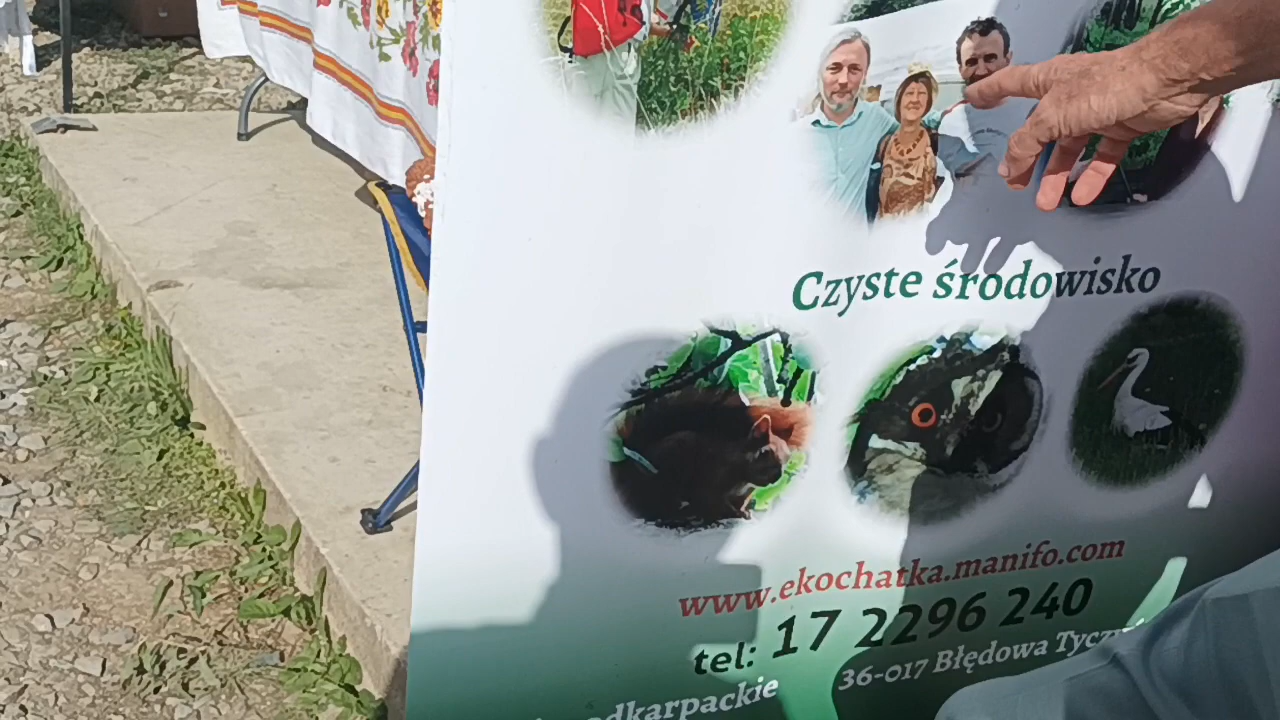 Czyste środowisko
www.ekochatka.manifo.com
tel: 17 2296 240
36-017 Błędowa